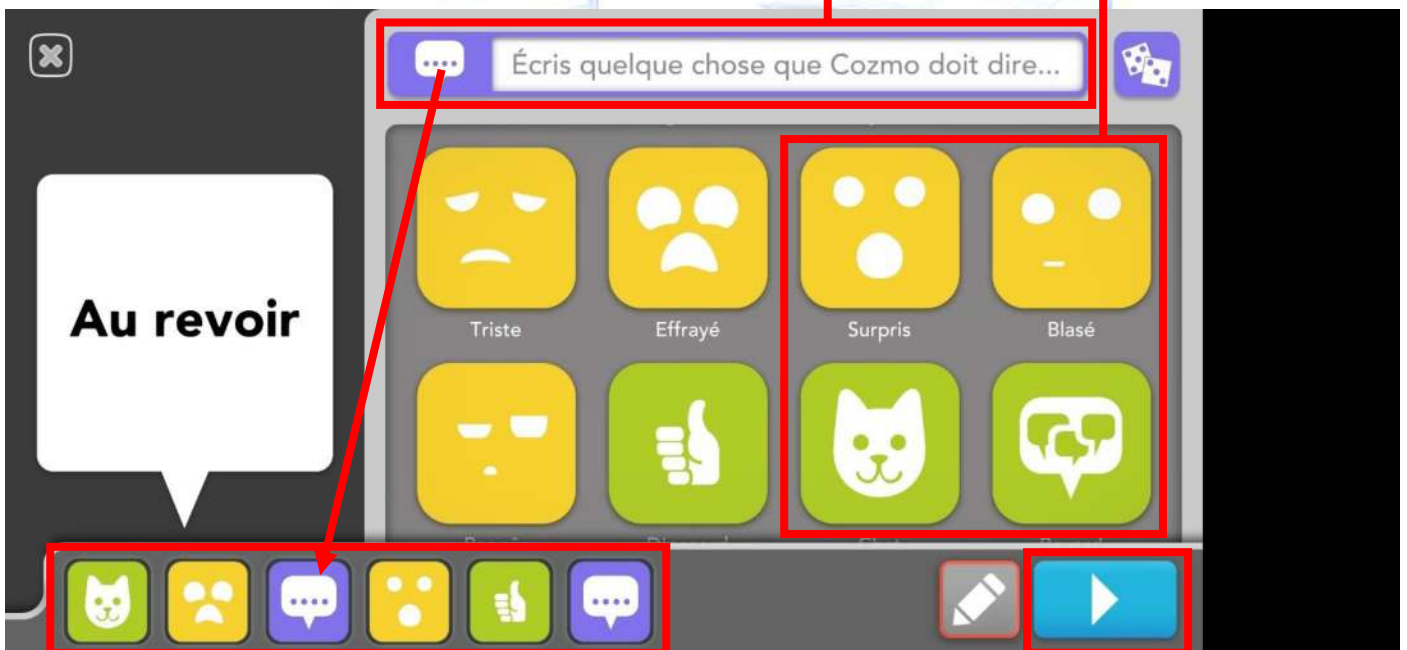 Écris quelque chose que Cozmo doit dire...
Au revoir
Triste
Effrayé
Surpris
Blasé